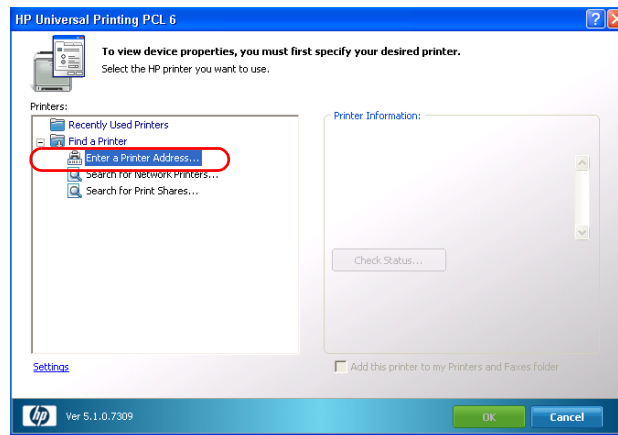 HP Universal Printing PCL 6
To view device properties, you must first specify your desired printer.
Select the HP printer you want to use.
Printers:
Recently Used Printers
Find a Printer
Enter a Printer Address...
Search for Network Printers...
Search for Print Shares...
Printer Information:
Check Status...
Settings
Add this printer to my Printers and Faxes folder
hp
Ver 5.1.0.7309
OK
Cancel